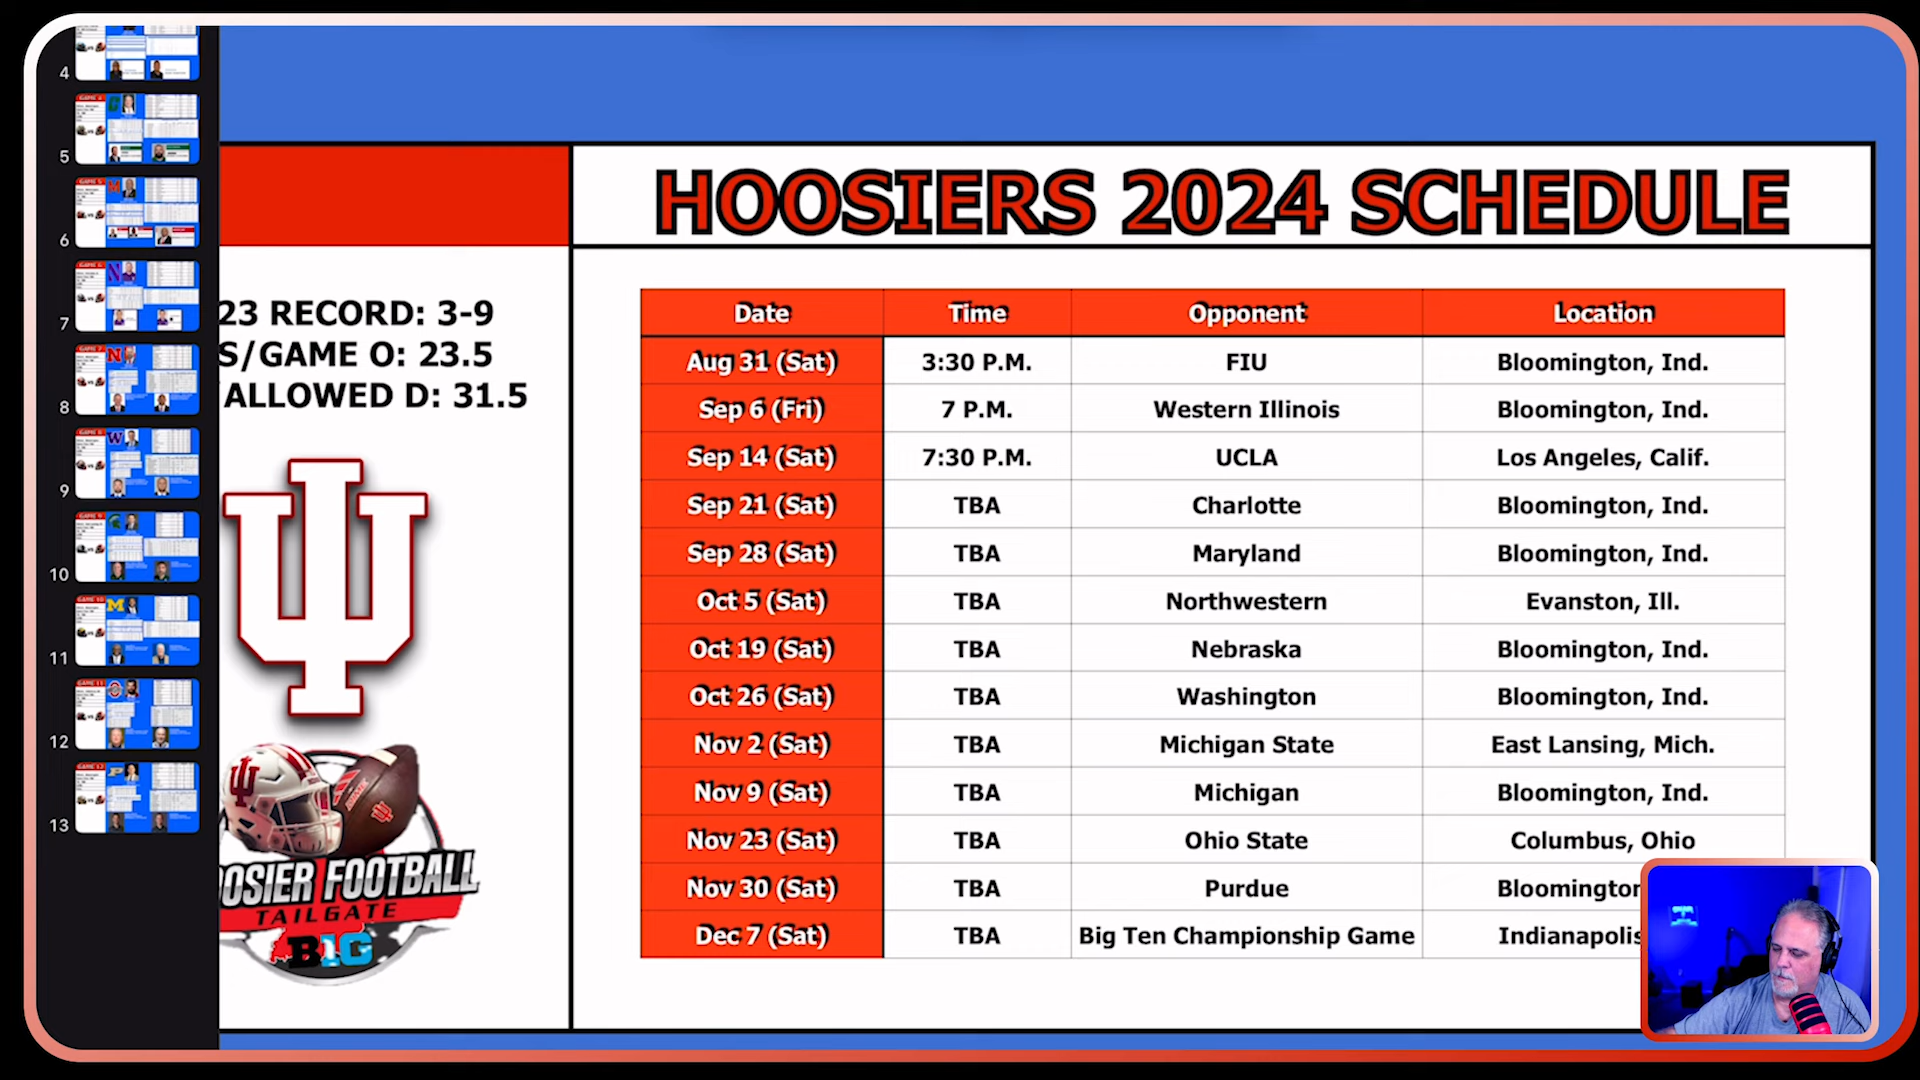 4
5
6
7
8
9
10
11
12
13
23 RECORD: 3-9
S/GAME O: 23.5
ALLOWED D: 31.5
OSIER FOOTBALL
TAILGATE
B1G
HOOSIERS 2024 SCHEDULE
Date Time Opponent Location
Aug 31 (Sat) 3:30 P.M. FIU Bloomington, Ind.
Sep 6 (Fri) 7 P.M. Western Illinois Bloomington, Ind.
Sep 14 (Sat) 7:30 P.M. UCLA Los Angeles, Calif.
Sep 21 (Sat) TBA Charlotte Bloomington, Ind.
Sep 28 (Sat) TBA Maryland Bloomington, Ind.
Oct 5 (Sat) TBA Northwestern Evanston, Ill.
Oct 19 (Sat) TBA Nebraska Bloomington, Ind.
Oct 26 (Sat) TBA Washington Bloomington, Ind.
Nov 2 (Sat) TBA Michigan State East Lansing, Mich.
Nov 9 (Sat) TBA Michigan Bloomington, Ind.
Nov 23 (Sat) TBA Ohio State Columbus, Ohio
Nov 30 (Sat) TBA Purdue Bloomington
Dec 7 (Sat) TBA Big Ten Championship Game Indianapolis